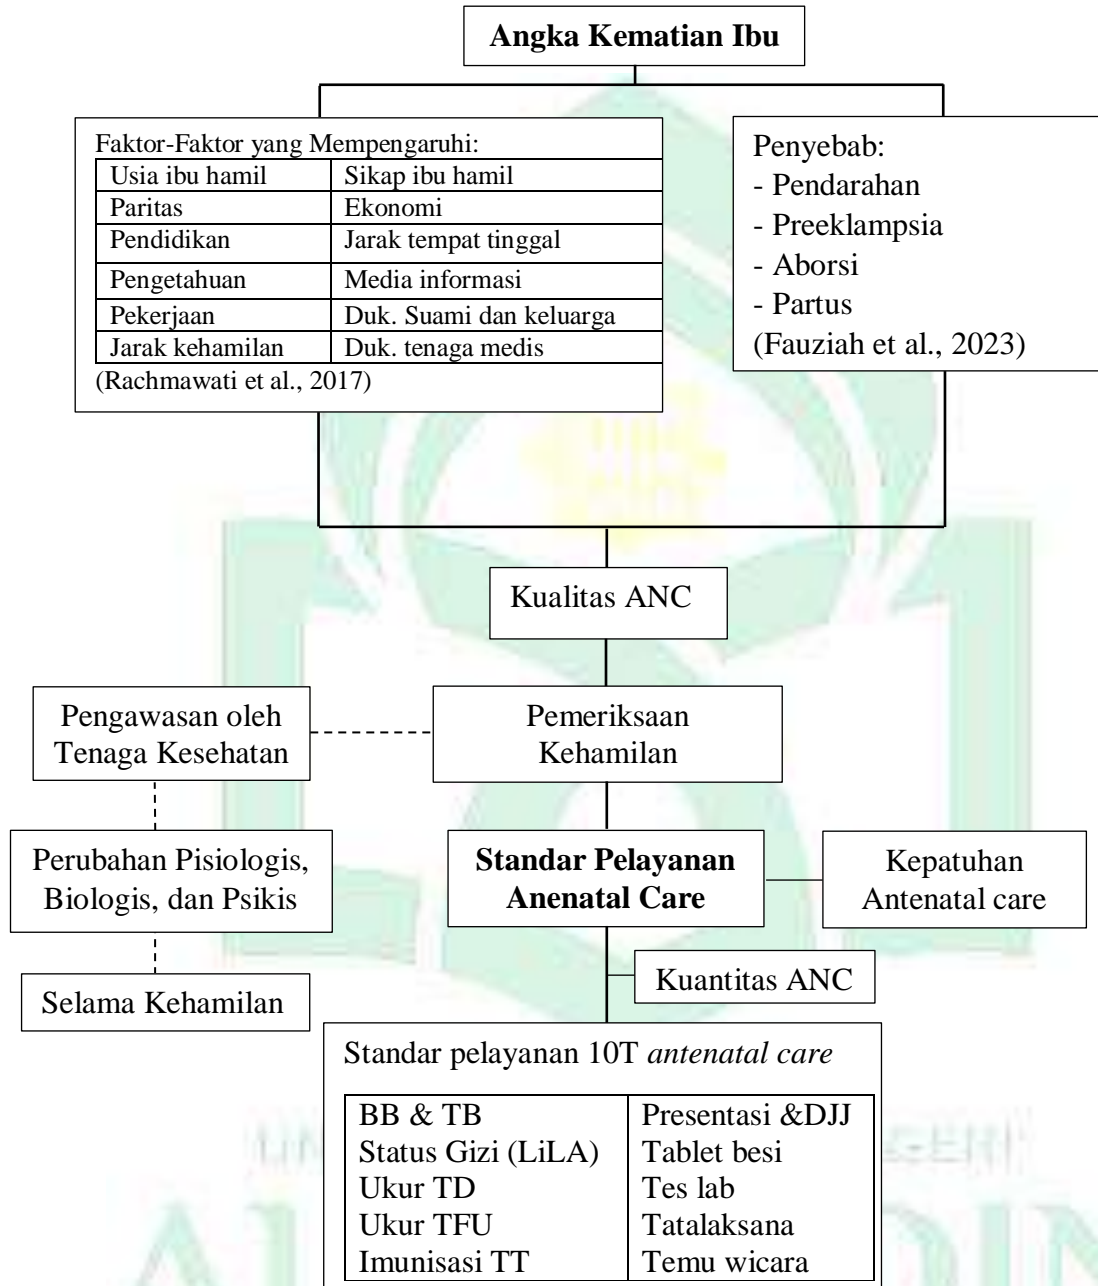 Angka Kematian Ibu
Faktor-Faktor yang Mempengaruhi:
Usia ibu hamil Sikap ibu hamil
Paritas Ekonomi
Pendidikan Jarak tempat tinggal
Pengetahuan Media informasi
Pekerjaan Duk. Suami dan keluarga
Jarak kehamilan Duk. tenaga medis
(Rachmawati et al., 2017)
Penyebab:
- Pendarahan
- Preeklampsia
- Aborsi
- Partus
(Fauziah et al., 2023)
Kualitas ANC
Pengawasan oleh
Tenaga Kesehatan
Pemeriksaan
Kehamilan
Perubahan Pisiologis,
Biologis, dan Psikis
Standar Pelayanan
Anenatal Care
Kepatuhan
Antenatal care
Selama Kehamilan
Kuantitas ANC
Standar pelayanan 10T antenatal care
BB & TB Presentasi &DJJ
Status Gizi (LiLA) Tablet besi
Ukur TD Tes lab
Ukur TFU Tatalaksana
Imunisasi TT Temu wicara